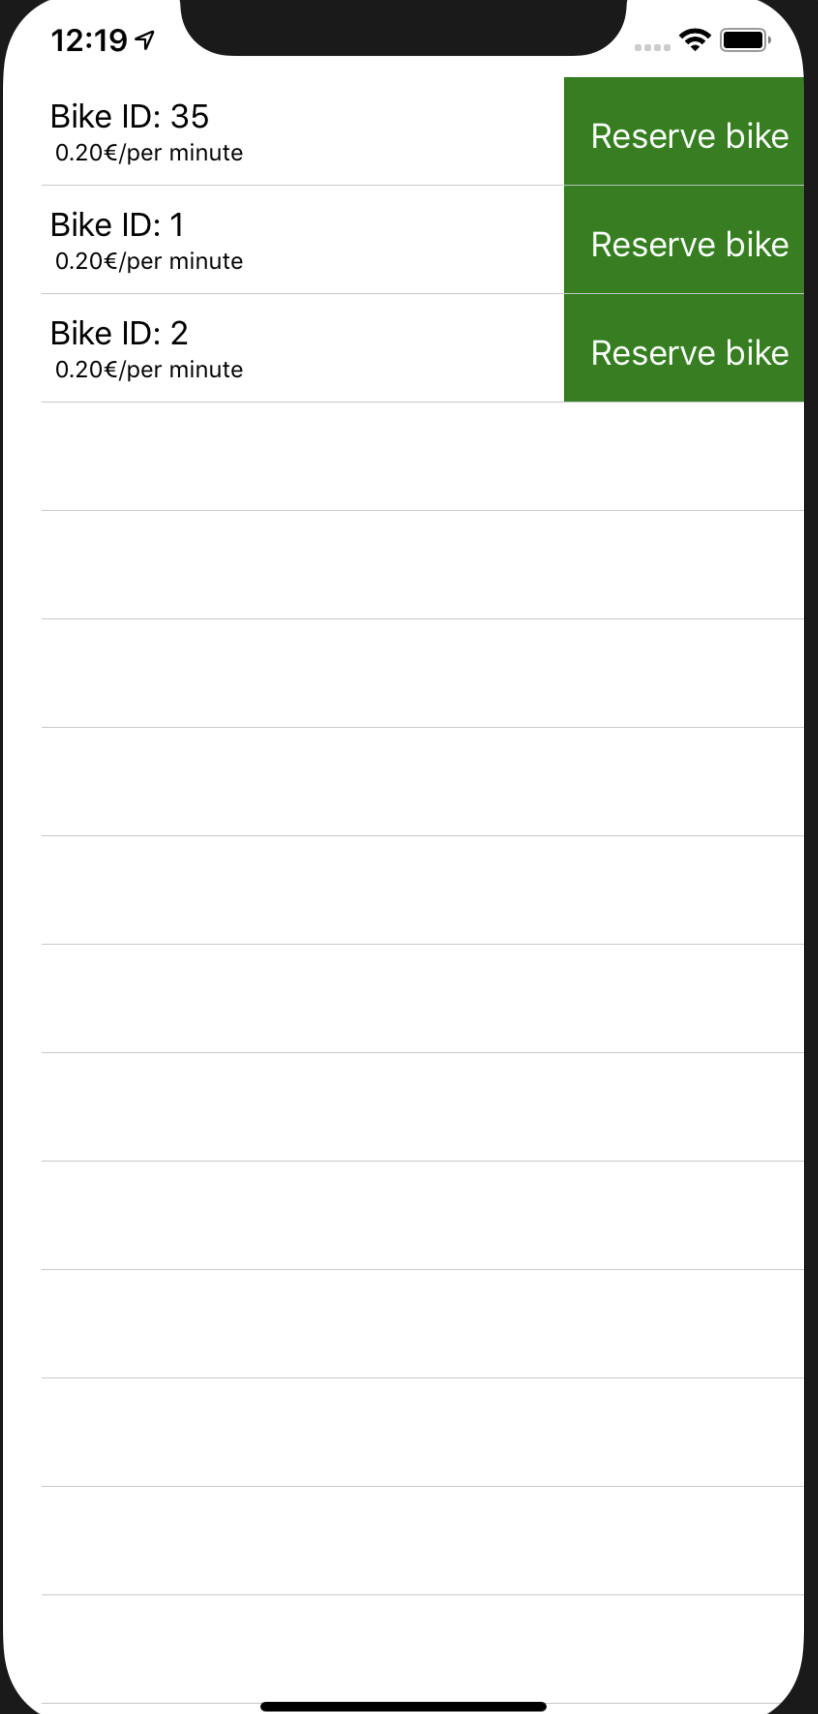 12:19
Bike ID: 35
Reserve bike
0.20€/per minute
Bike ID: 1
Reserve bike
0.20€/per minute
Bike ID: 2
Reserve bike
0.20€/per minute